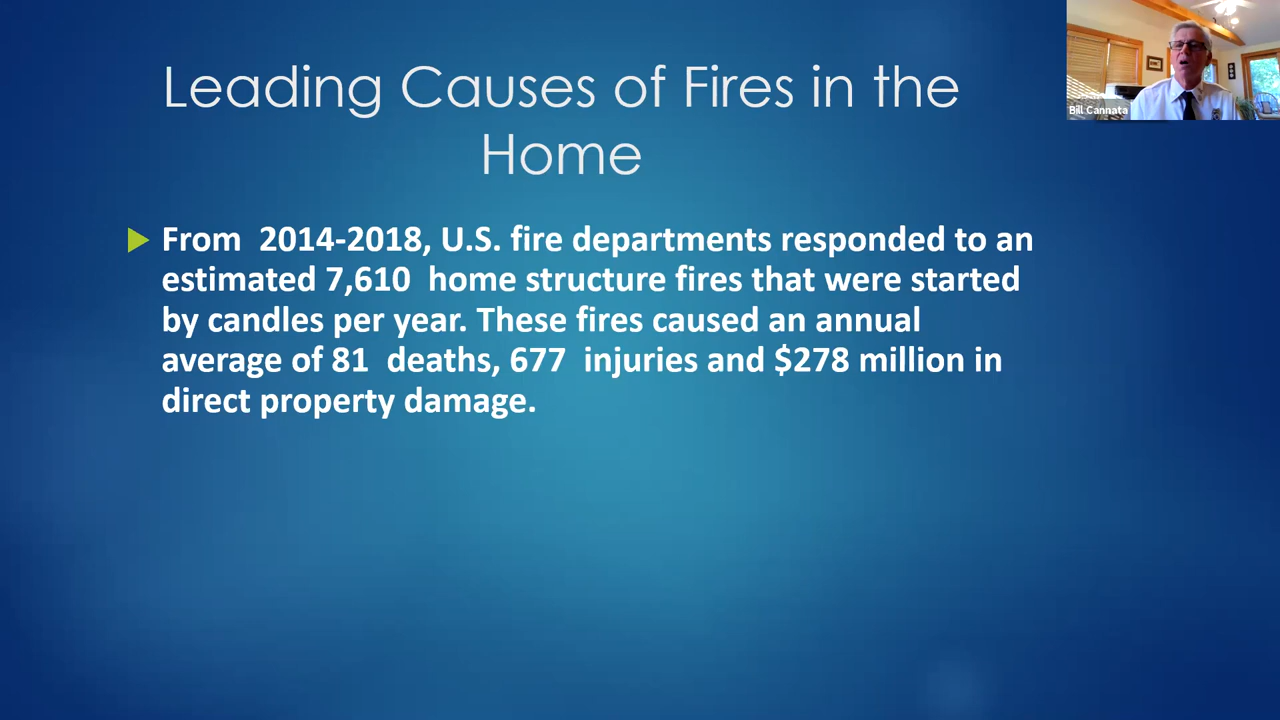 Leading Causes of Fires in the
Home
Bill Cannata
From 2014-2018, U.S. fire departments responded to an
estimated 7,610 home structure fires that were started
by candles per year. These fires caused an annual
average of 81 deaths, 677 injuries and $278 million in
direct property damage.